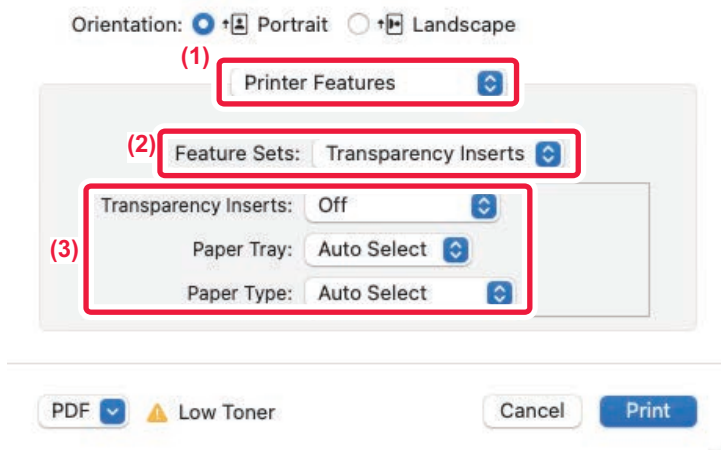 Orientation: Portrait Landscape
(1)
Printer Features
(2)
Feature Sets: Transparency Inserts
Transparency Inserts: Off
(3)
Paper Tray: Auto Select
Paper Type: Auto Select
PDF Low Toner Cancel Print